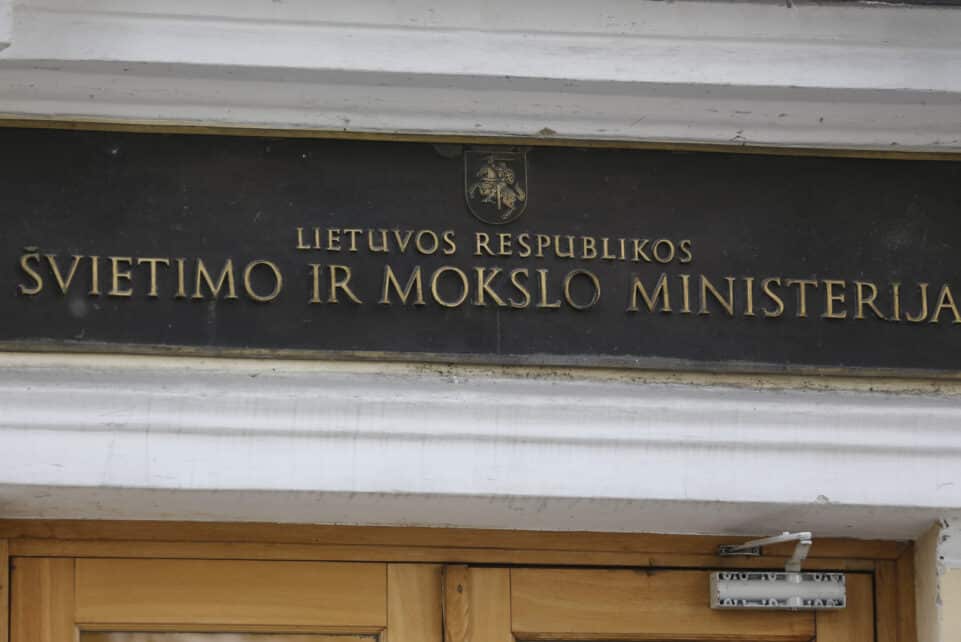 LIETUVOS RESPUBLIKOS
ŠVIETIMO IR MOKSLO MINISTERIJA